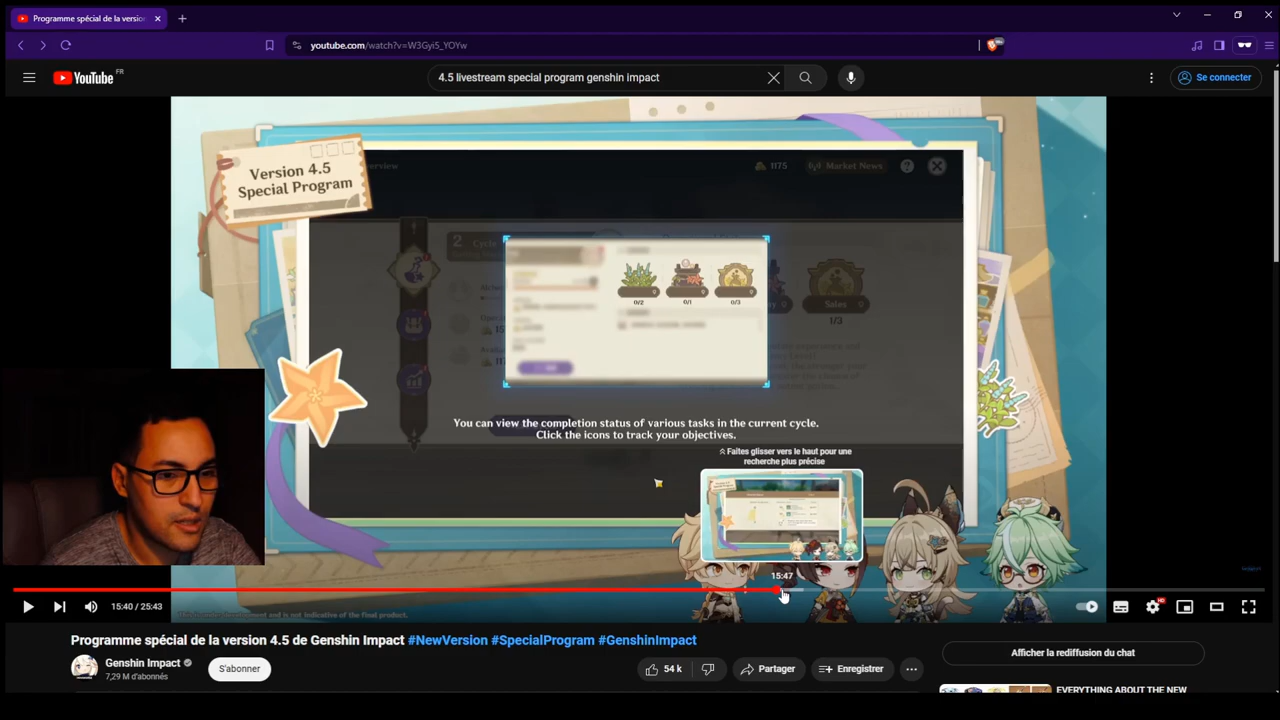 Programme spécial de la versio
youtube.com/watch?v=W3Gyi5_YOYw
YouTube FR
4.5 livestream special program genshin impact
Se connecter
Version 4.5
Special Program
erview
1175
Market News
2 Cycle
Sales
1/3
0/2
0/1
0/3
You can view the completion status of various tasks in the current cycle.
Click the icons to track your objectives.
Faites glisser vers le haut pour une
recherche plus précise
15:47
15:40 / 25:43
HD
Programme spécial de la version 4.5 de Genshin Impact #NewVersion #SpecialProgram #GenshinImpact
Genshin Impact
7,29 M d'abonnés
S'abonner
54 k
Partager
Enregistrer
Afficher la rediffusion du chat
EVERYTHING ABOUT THE NEW